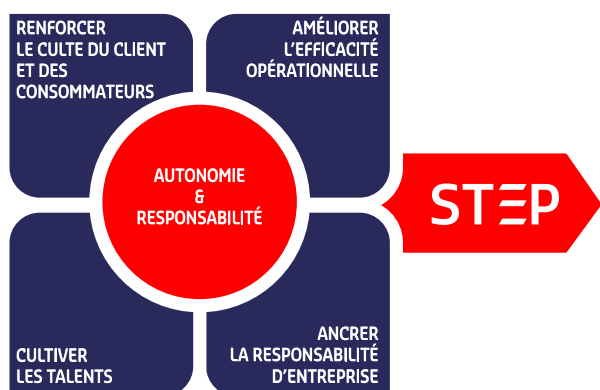 RENFORCER
LE CULTE DU CLIENT
ET DES
CONSOMMATEURS
AMÉLIORER
L'EFFICACITÉ
OPÉRATIONNELLE
AUTONOMIE
&
RESPONSABILITÉ
STEP
CULTIVER
LES TALENTS
ANCRER
LA RESPONSABILITÉ
D'ENTREPRISE